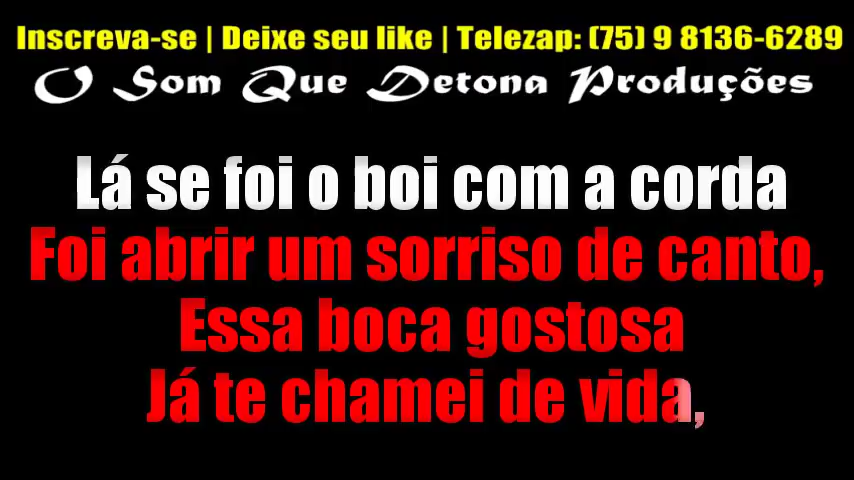 Inscreva-se | Deixe seu like | Telezap: (75) 9 8136-6289
O Som Que Detona Produções
Lá se foi o boi com a corda
Foi abrir um sorriso de canto,
Essa boca gostosa
Já te chamei de vida,